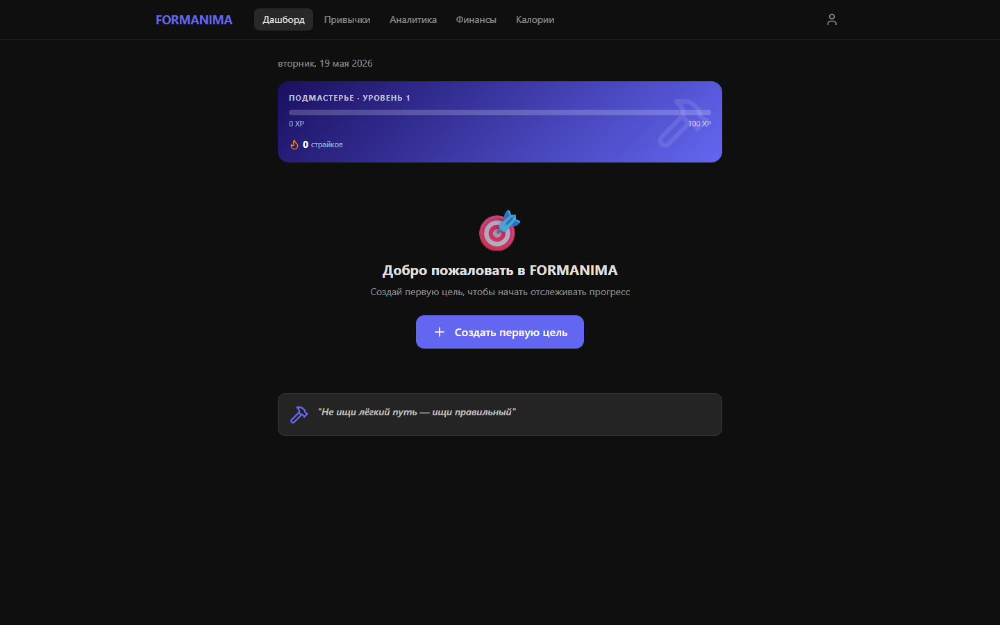 FORMANIMA Дашборд Привычки Аналитика Финансы Калории
вторник, 19 мая 2026
ПОДМАСТЕРЬЕ · УРОВЕНЬ 1
0 XP 100 XP
0 страйков
Добро пожаловать в FORMANIMA
Создай первую цель, чтобы начать отслеживать прогресс
Создать первую цель
"Не ищи лёгкий путь — ищи правильный"